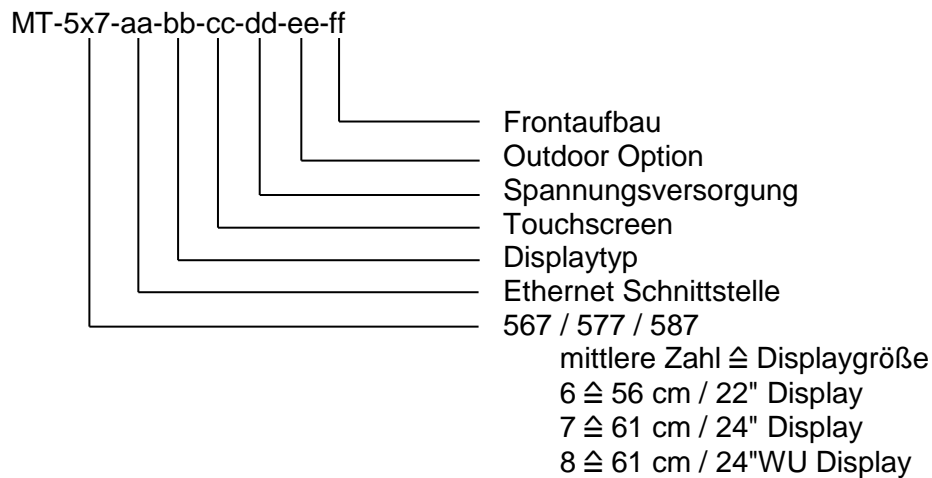 MT-5x7-aa-bb-cc-dd-ee-ff
Frontaufbau
Outdoor Option
Spannungsversorgung
Touchscreen
Displaytyp
Ethernet Schnittstelle
567 / 577 / 587
mittlere Zahl ≙ Displaygröße
6 ≙ 56 cm / 22" Display
7 ≙ 61 cm / 24" Display
8 ≙ 61 cm / 24"WU Display